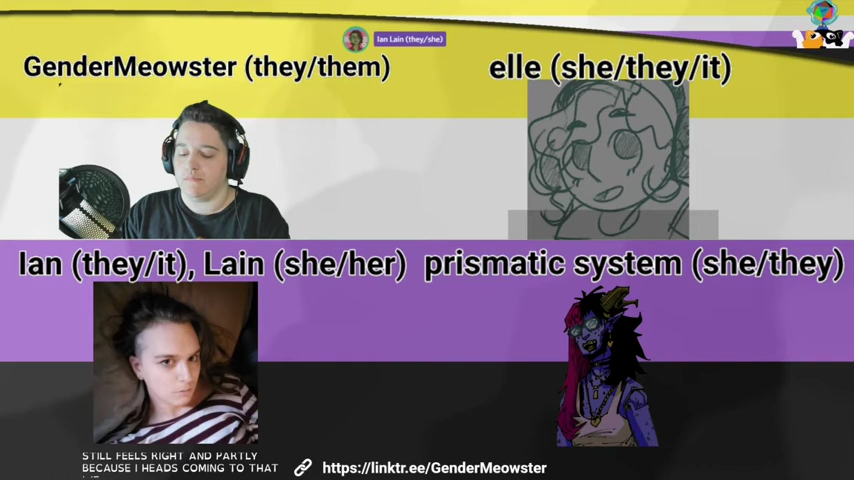 Ian Lain (they/she)
GenderMeowster (they/them)
elle (she/they/it)
Ian (they/it), Lain (she/her)
prismatic system (she/they)
STILL FEELS RIGHT AND PARTLY
BECAUSE I HEADS COMING TO THAT
https://linktr.ee/GenderMeowster